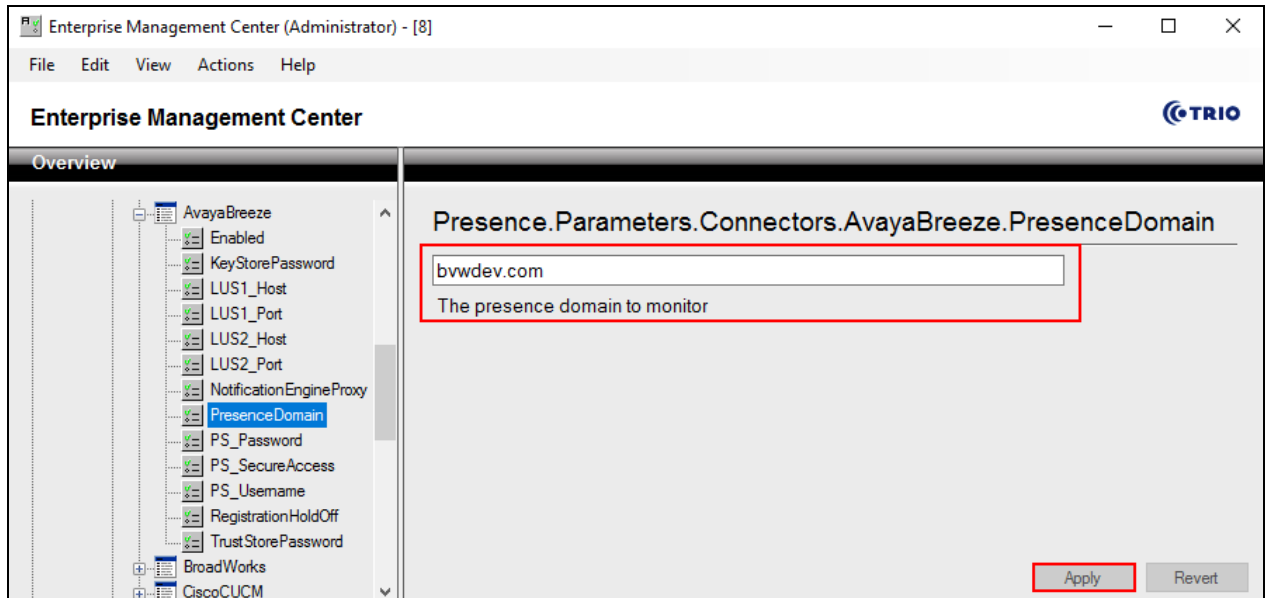 Enterprise Management Center (Administrator) - [8]
File Edit View Actions Help
Enterprise Management Center
TRIO
Overview
AvayaBreeze
Enabled
KeyStorePassword
LUS1_Host
LUS1_Port
LUS2_Host
LUS2_Port
NotificationEngineProxy
PresenceDomain
PS_Password
PS_SecureAccess
PS_Username
RegistrationHoldOff
TrustStorePassword
BroadWorks
CiscoCUCM
Presence.Parameters.Connectors.AvayaBreeze.PresenceDomain
bvwdev.com
The presence domain to monitor
Apply Revert